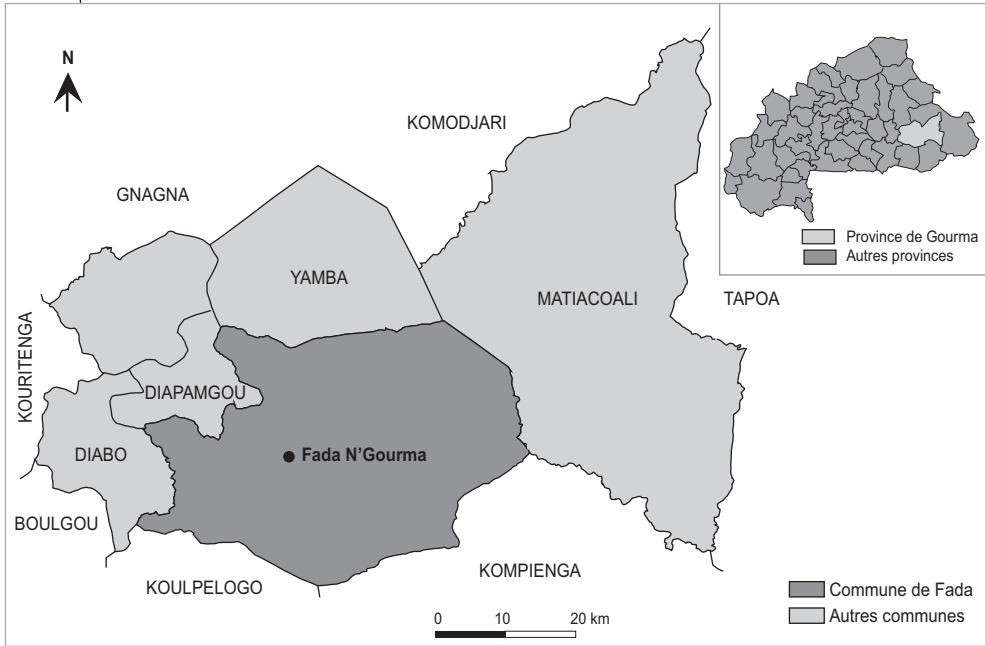 N
KOMODJARI
GNAGNA
YAMBA
MATIACOALI
TAPOA
KOURITENGA
DIAPAMGOU
DIABO
Fada N'Gourma
BOULGOU
KOULPELOGO
KOMPIENGA
0 10 20 km
Province de Gourma
Autres provinces
Commune de Fada
Autres communes